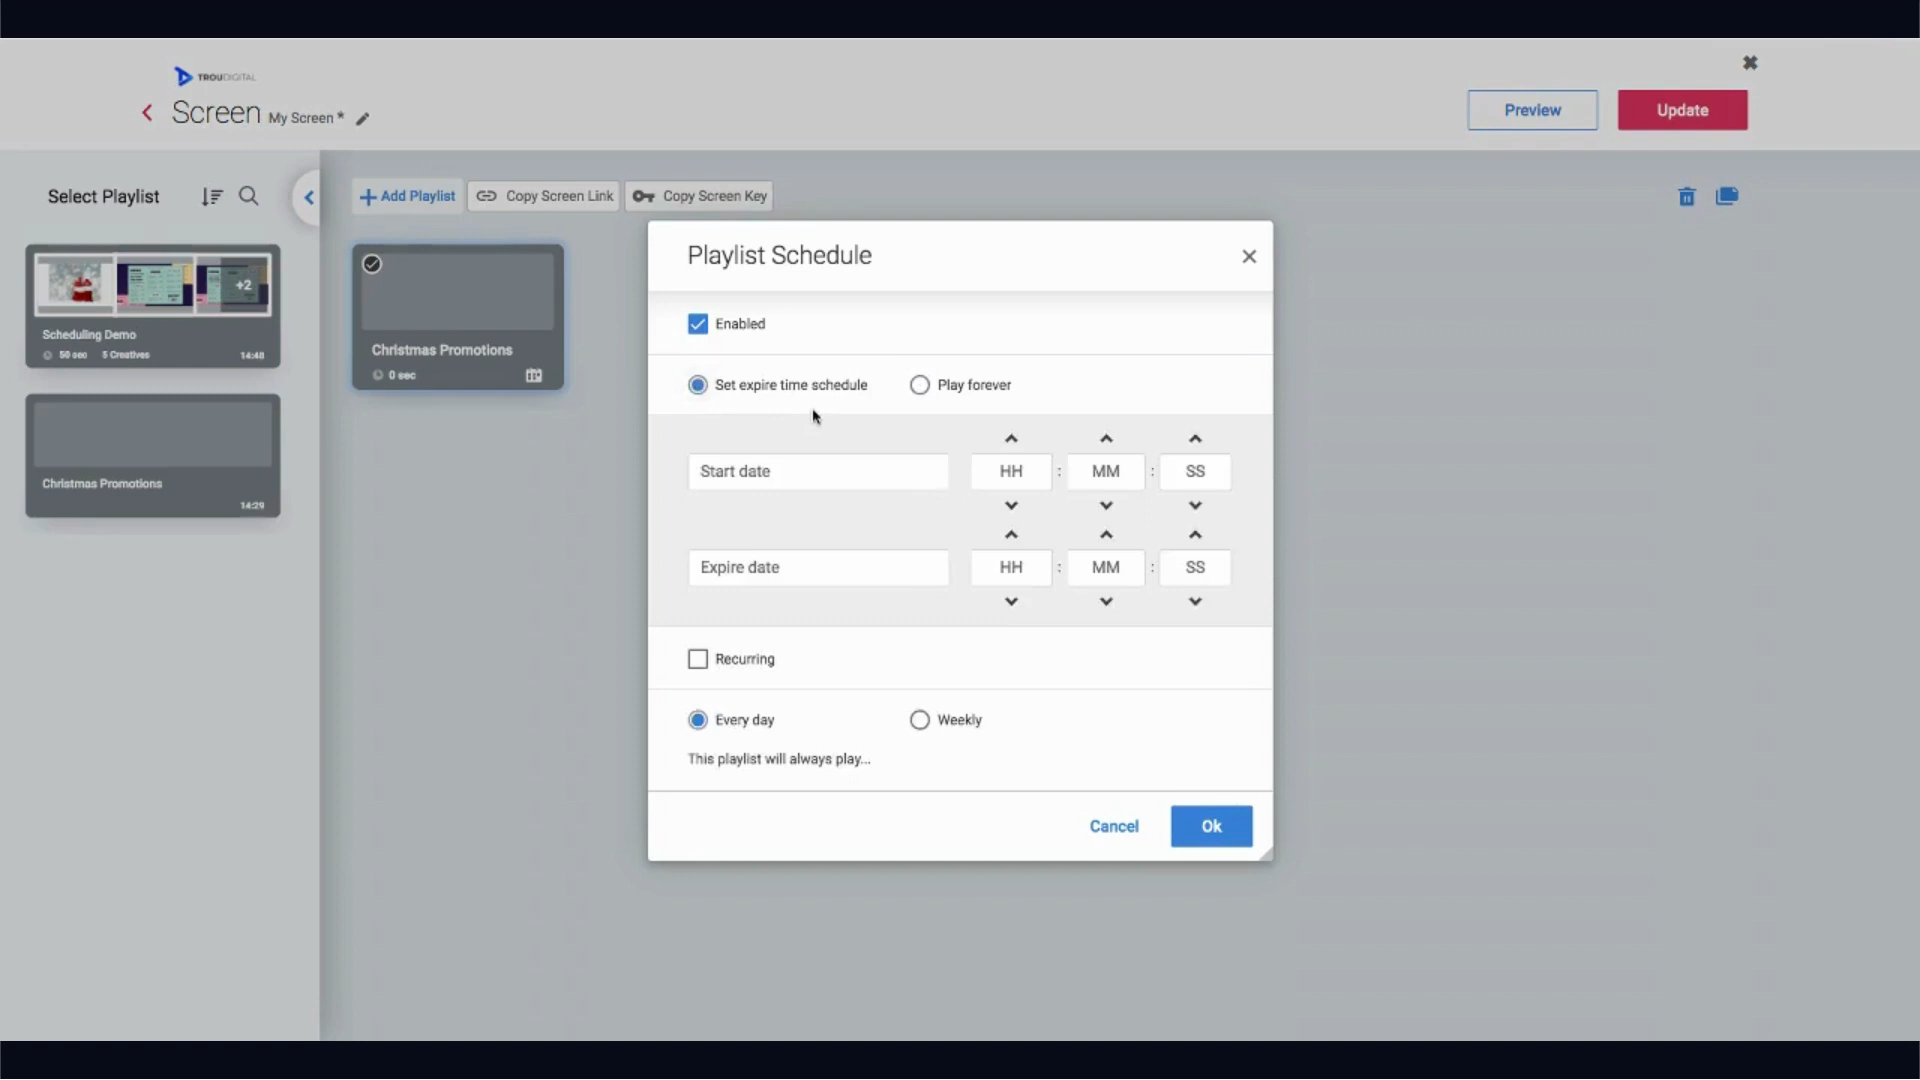 TROUDIGITAL
Screen My Screen *
Preview
Update
Select Playlist
Add Playlist
Copy Screen Link
Copy Screen Key
+2
Scheduling Demo
50 sec 5 Creatives 14:48
Christmas Promotions
14:29
Christmas Promotions
0 sec
Playlist Schedule
Enabled
Set expire time schedule
Play forever
Start date
HH : MM : SS
Expire date
HH : MM : SS
Recurring
Every day
Weekly
This playlist will always play...
Cancel
Ok